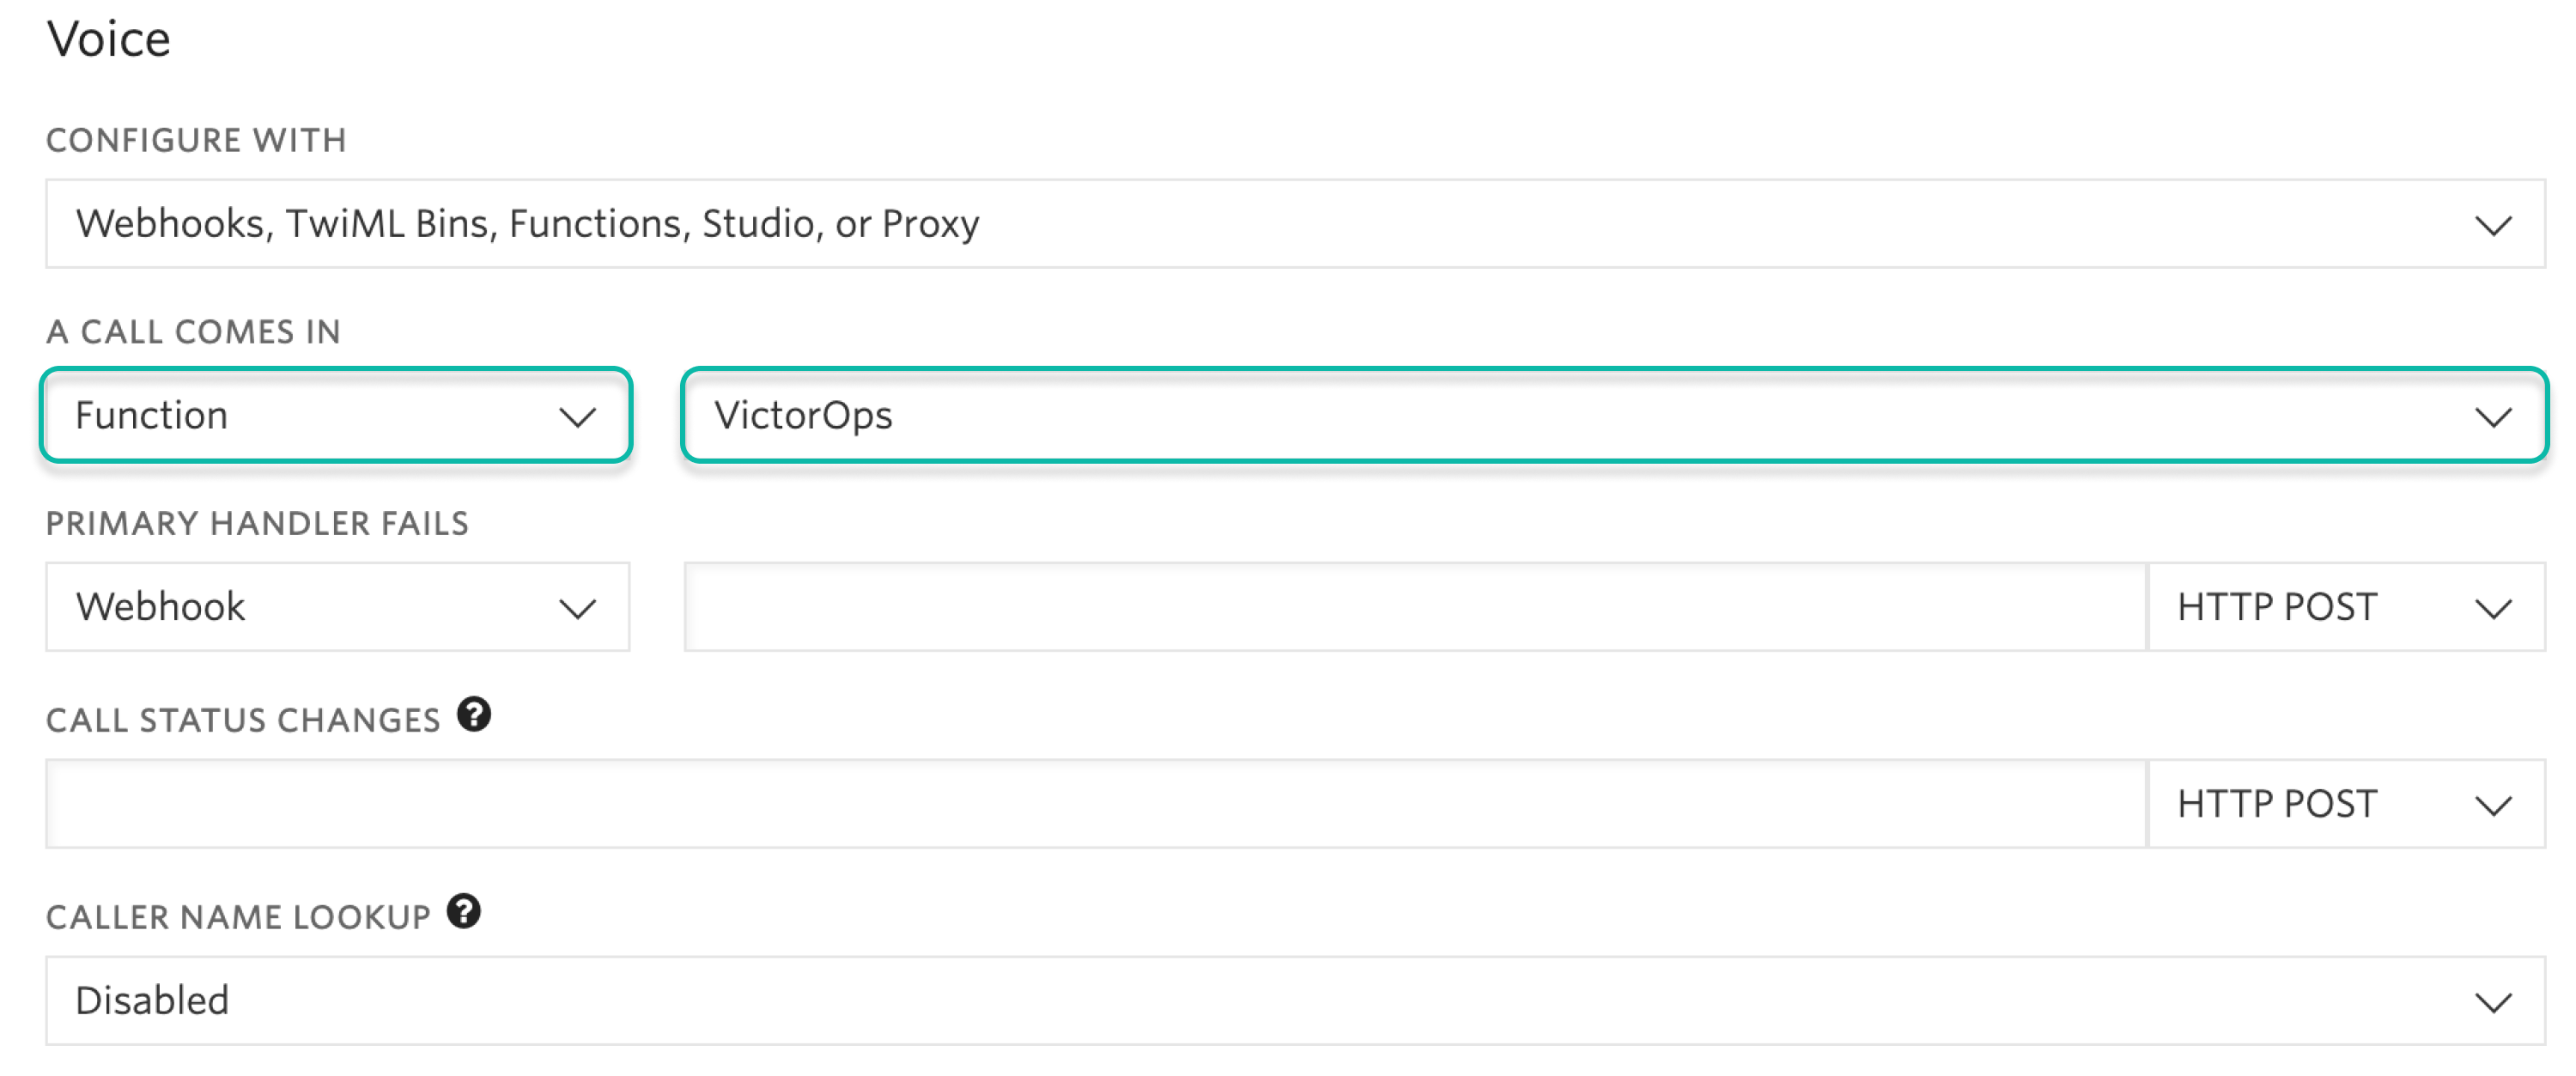 Voice
CONFIGURE WITH
Webhooks, TwiML Bins, Functions, Studio, or Proxy
A CALL COMES IN
Function VictorOps
PRIMARY HANDLER FAILS
Webhook HTTP POST
CALL STATUS CHANGES ?
HTTP POST
CALLER NAME LOOKUP ?
Disabled